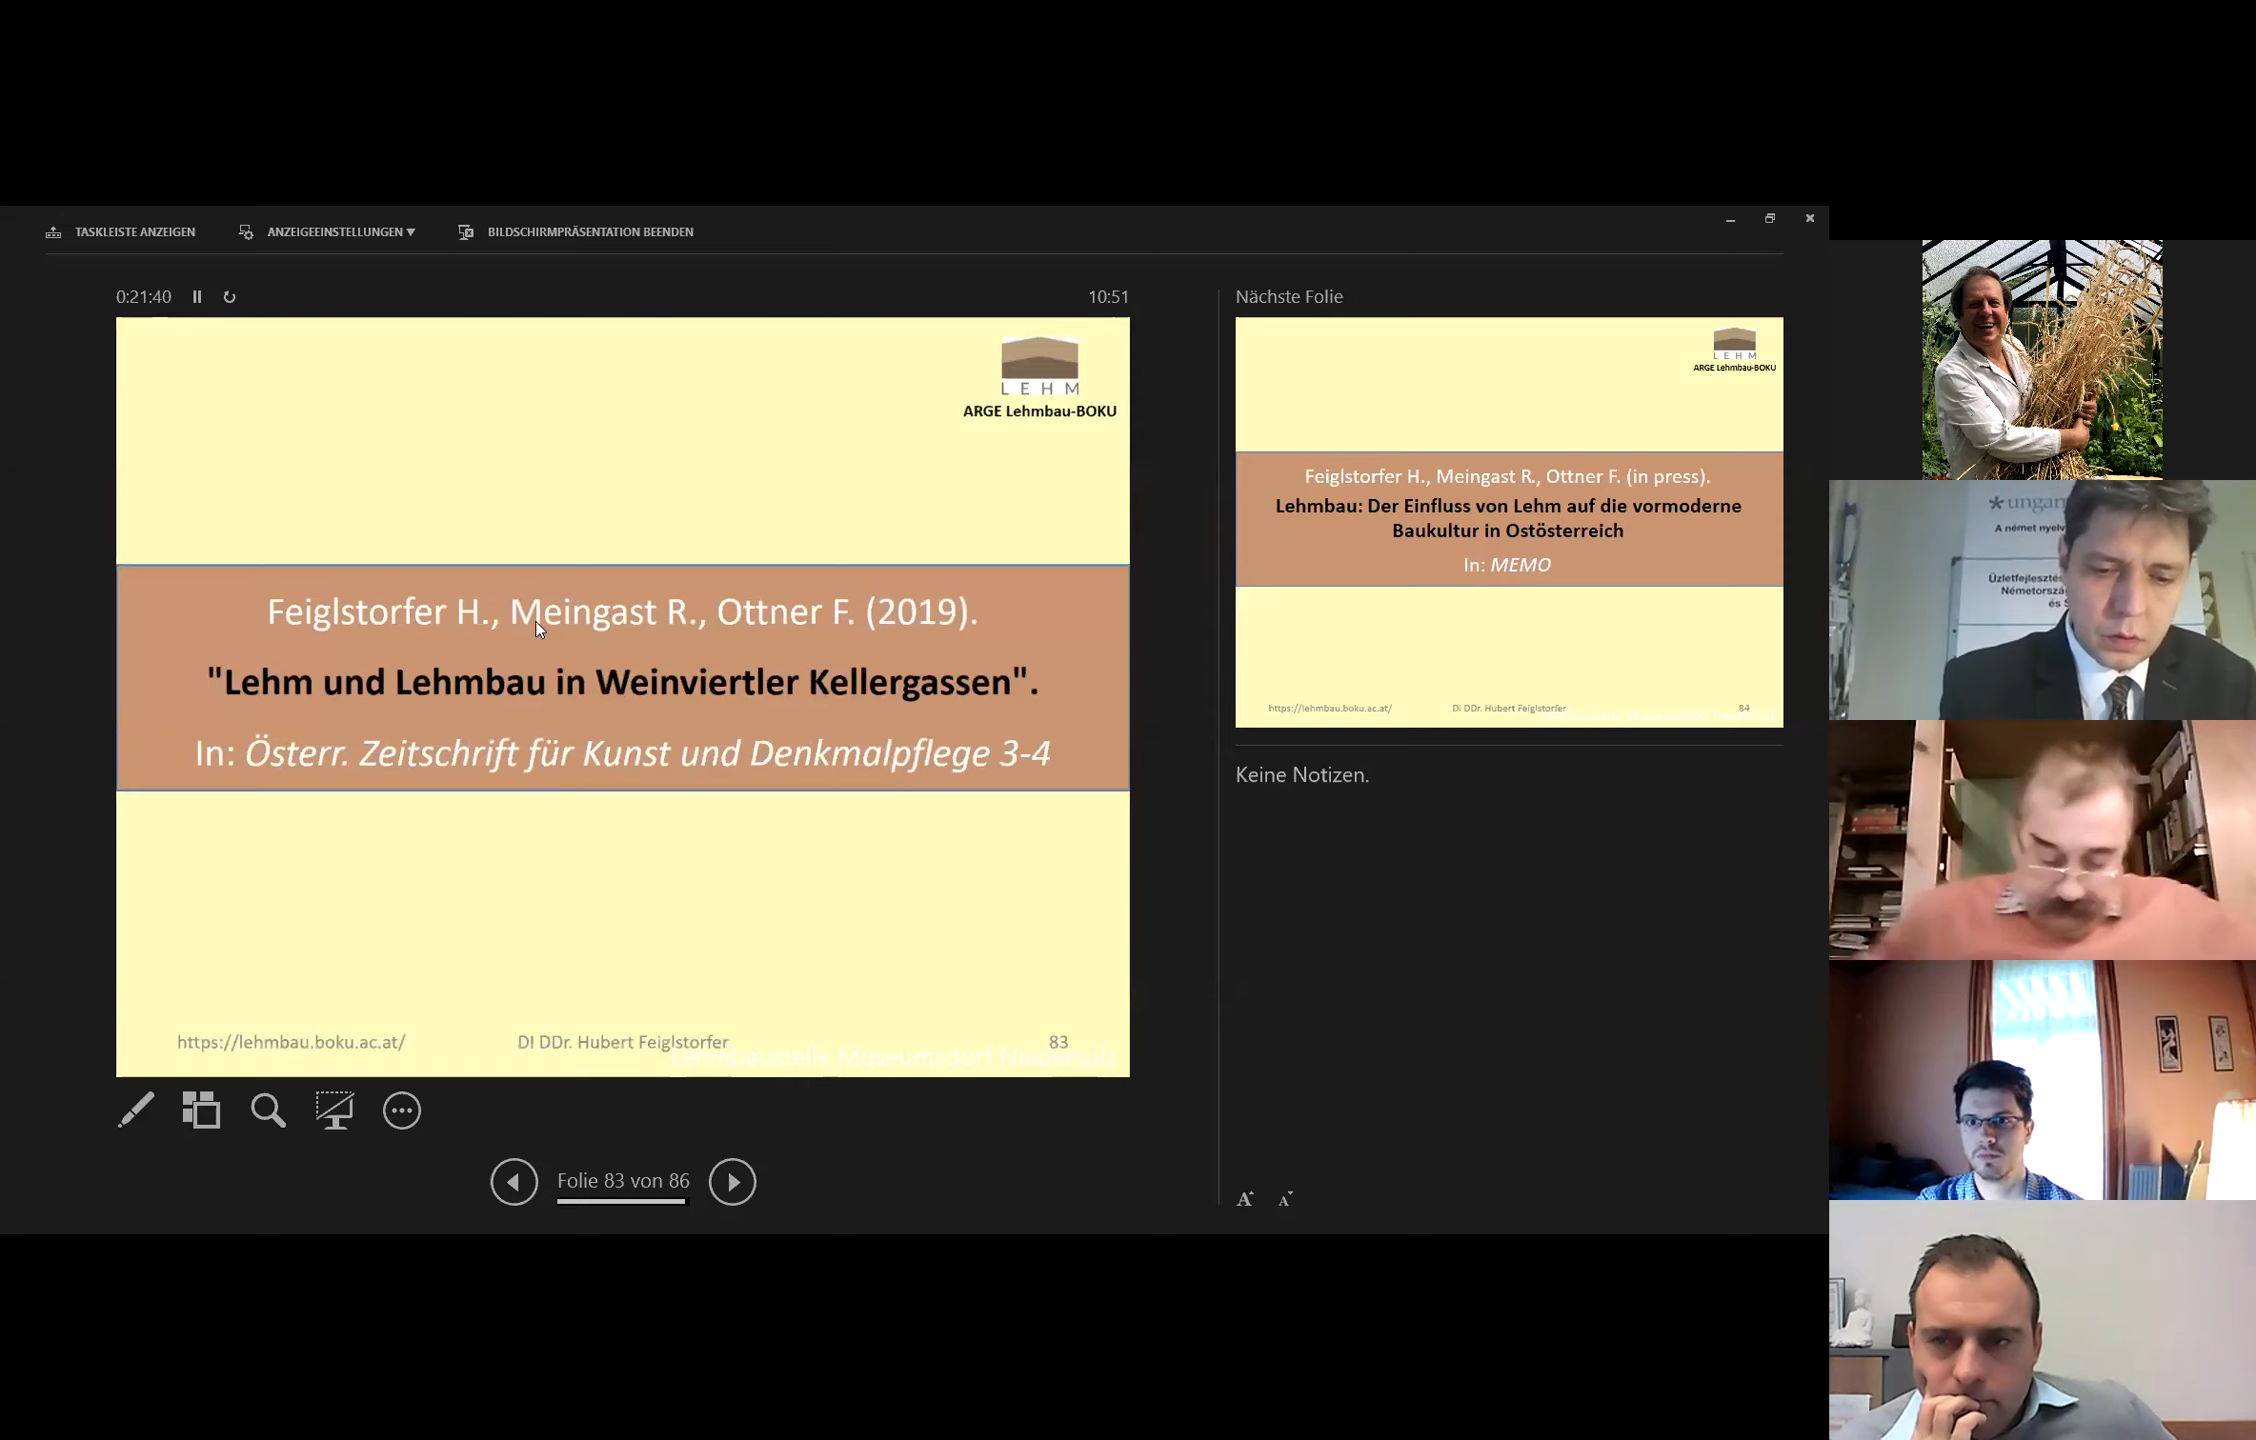 TASKLEISTE ANZEIGEN
ANZEIGEEINSTELLUNGEN ▼
BILDSCHIRMPRÄSENTATION BEENDEN
0:21:40
10:51
LEHM
ARGE Lehmbau-BOKU
Feiglstorfer H., Meingast R., Ottner F. (2019).
"Lehm und Lehmbau in Weinviertler Kellergassen".
In: Österr. Zeitschrift für Kunst und Denkmalpflege 3-4
https://lehmbau.boku.ac.at/
DI DDr. Hubert Feiglstorfer
83
Museumsdorf
Folie 83 von 86
Nächste Folie
LEHM
ARGE Lehmbau-BOKU
Feiglstorfer H., Meingast R., Ottner F. (in press).
Lehmbau: Der Einfluss von Lehm auf die vormoderne
Baukultur in Ostösterreich
In: MEMO
https://lehmbau.boku.ac.at/
DI DDr. Hubert Feiglstorfer
84
Keine Notizen.
A
A
A német nyelv
Üzletfejleszté
Németorszá
és